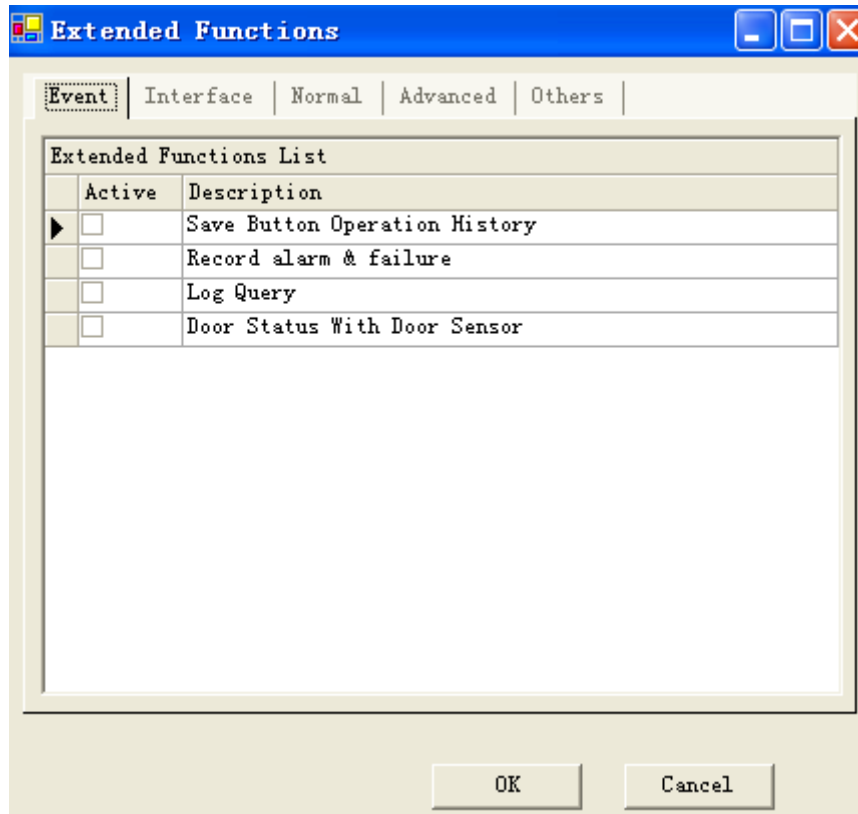 Extended Functions
Event Interface Normal Advanced Others
Extended Functions List
Active Description
Save Button Operation History
Record alarm & failure
Log Query
Door Status With Door Sensor
OK Cancel